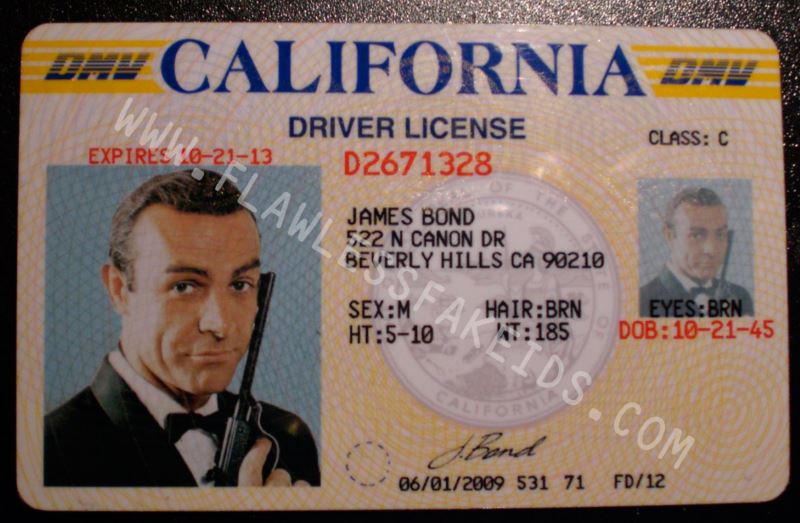 DMV CALIFORNIA DMV
DRIVER LICENSE
CLASS: C
EXPIRES 10-21-13
D2671328
JAMES BOND
522 N CANON DR
BEVERLY HILLS CA 90210
SEX:M HAIR:BRN EYES:BRN
HT:5-10 WT:185 DOB:10-21-45
J. Bond
06/01/2009 531 71 FD/12
EUREKA
CALIFORNIA
WWW.FLAWLESSFAKEIDS.COM